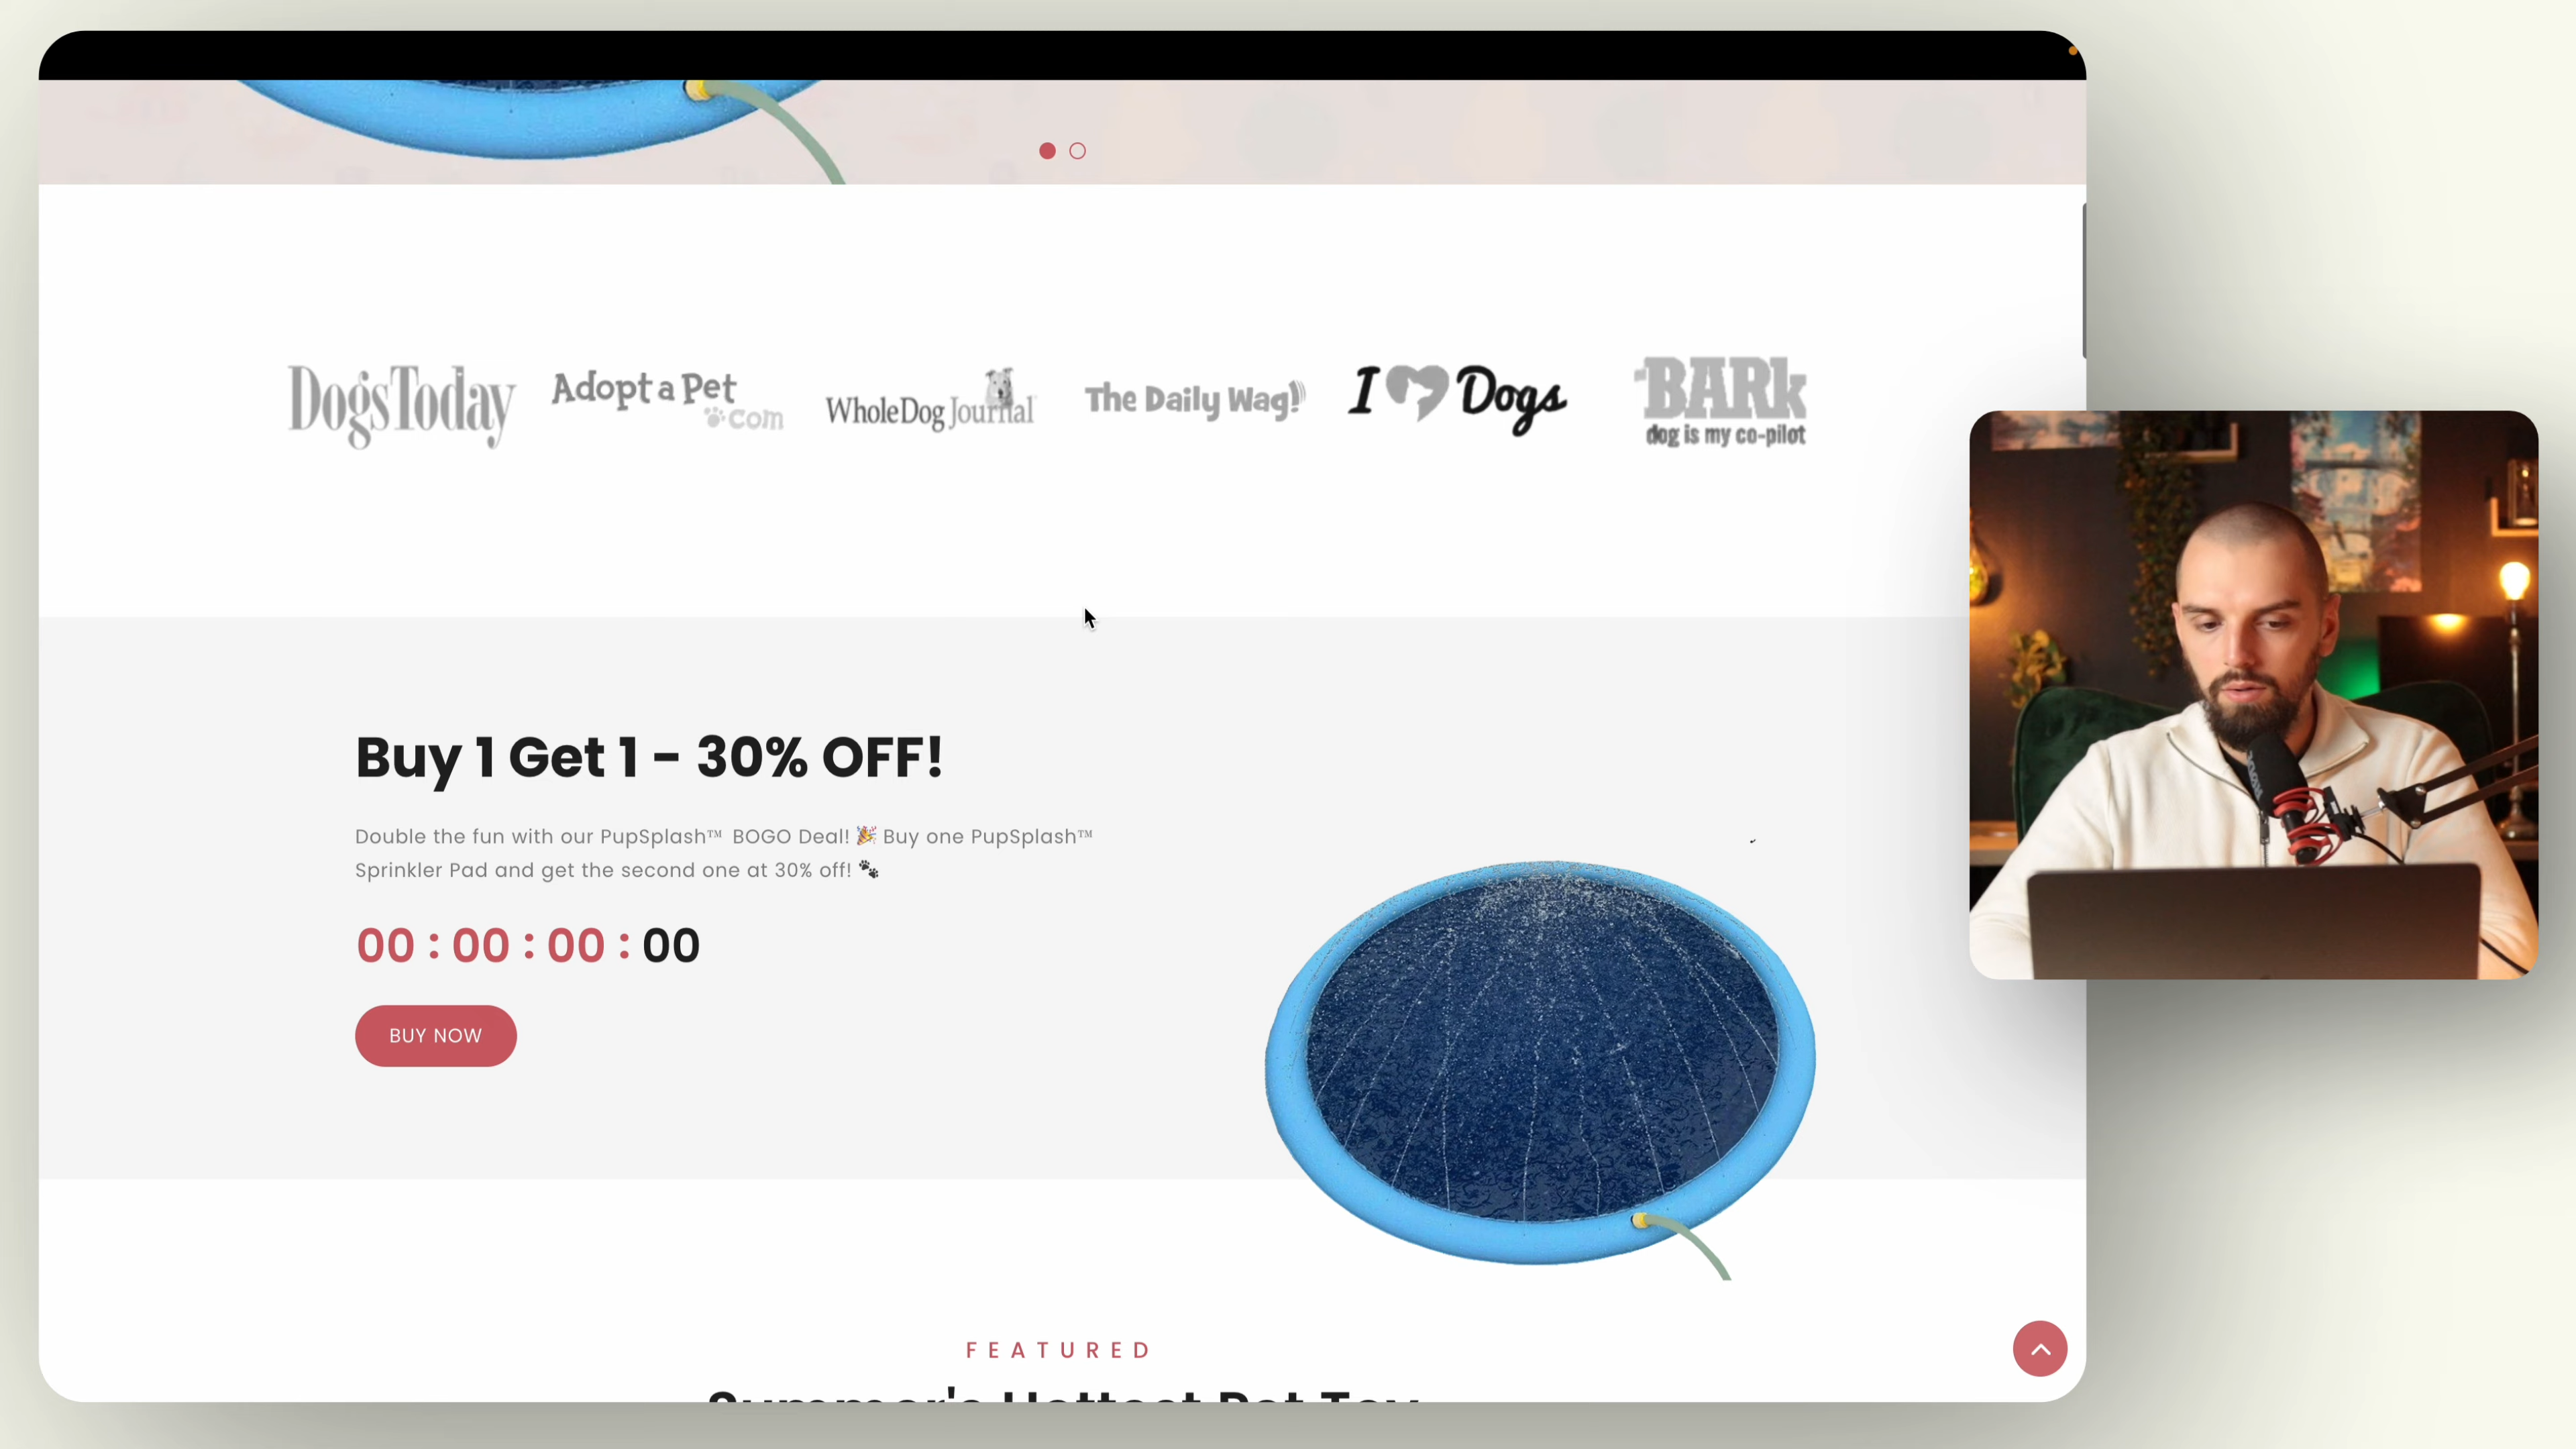 DogsToday
Adopt a Pet
.com
WholeDog Journal
The Daily Wag!
I Dogs
BARk
dog is my co-pilot
Buy 1 Get 1 - 30% OFF!
Double the fun with our PupSplash™ BOGO Deal! 🎉 Buy one PupSplash™
Sprinkler Pad and get the second one at 30% off! 🐾
00 : 00 : 00 : 00
BUY NOW
FEATURED
Summer's Hottest Pet Toy